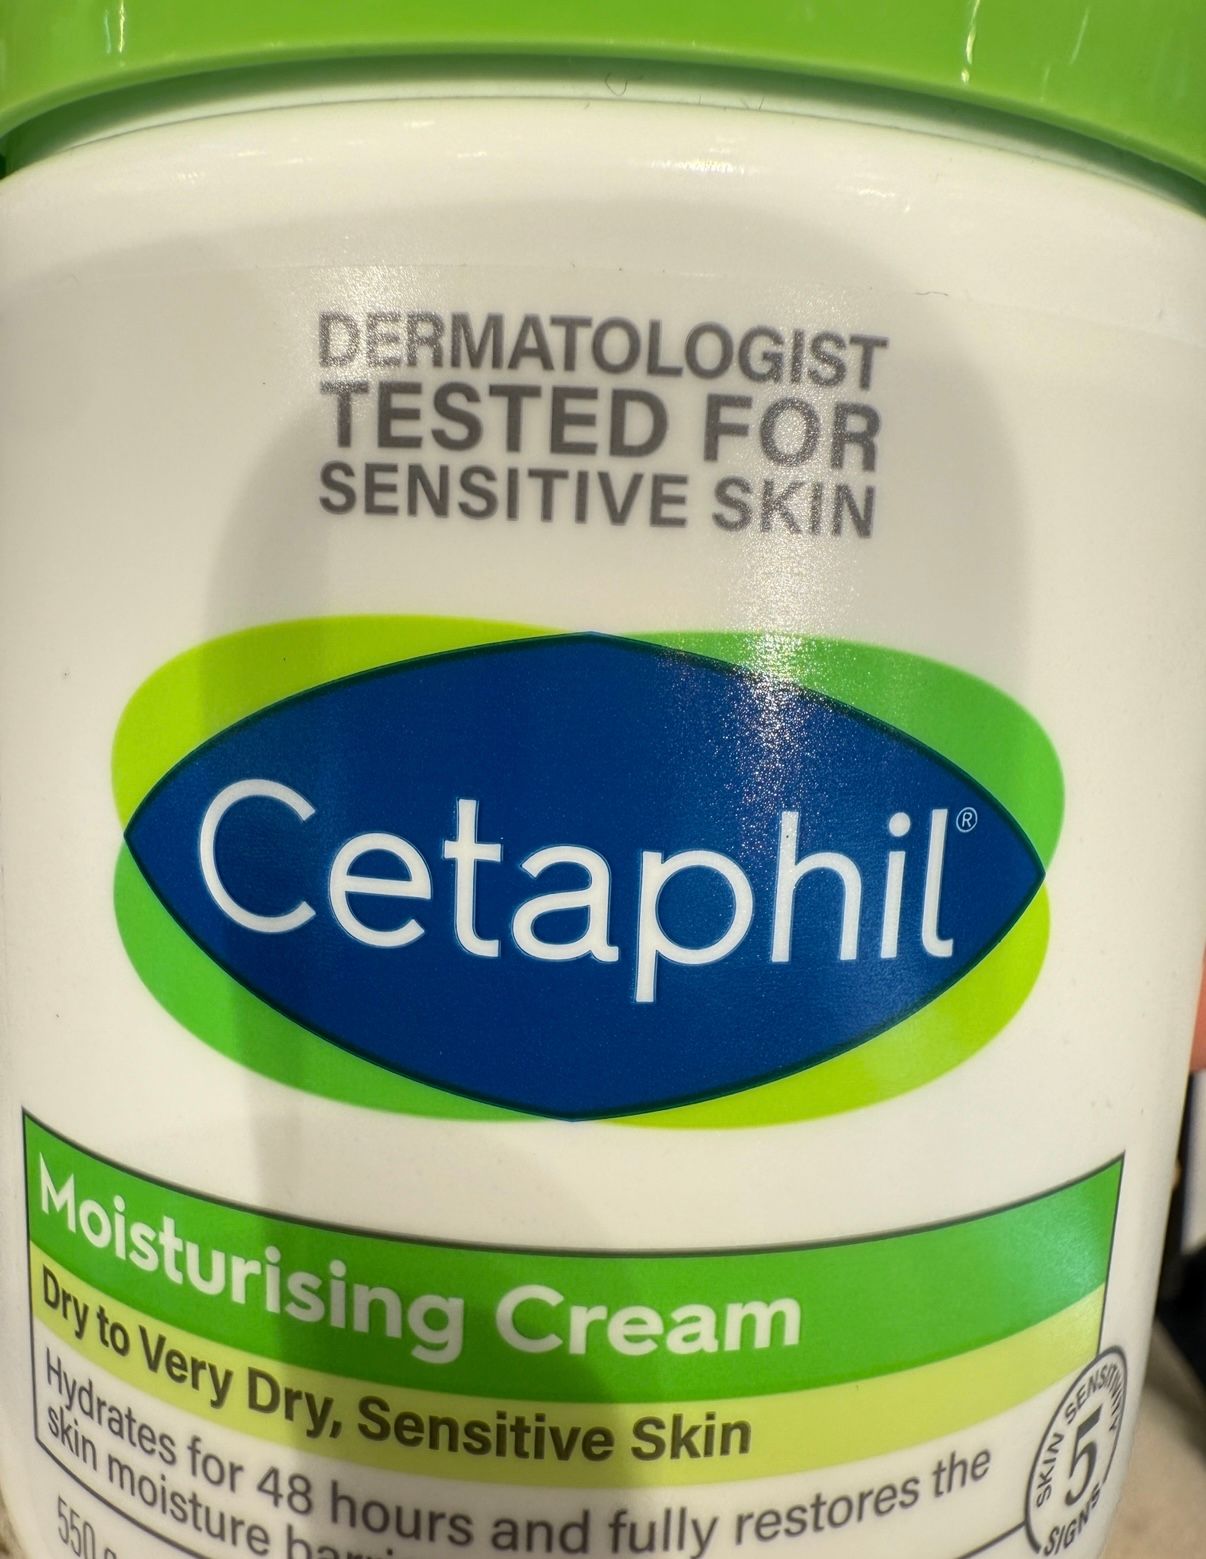 DERMATOLOGIST
TESTED FOR
SENSITIVE SKIN
Cetaphil®
Moisturising Cream
Dry to Very Dry, Sensitive Skin
Hydrates for 48 hours and fully restores the
skin moisture
550 g
SKIN SENSITIVITY
5
SIGNS